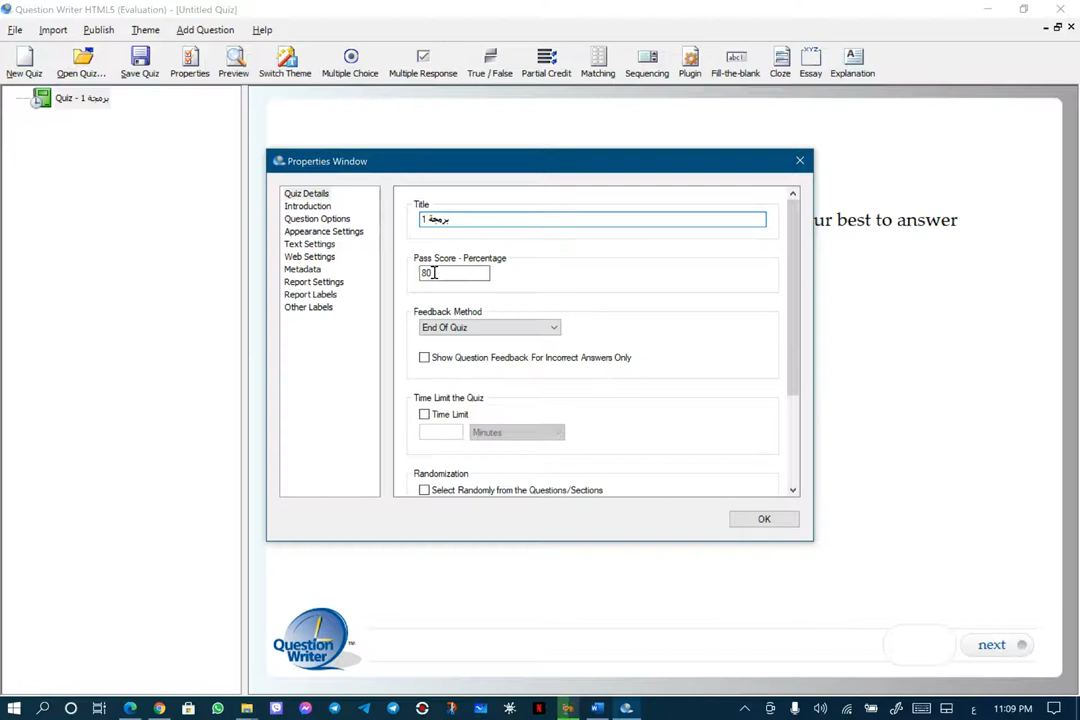 Question Writer HTML5 (Evaluation) - [Untitled Quiz]
File Import Publish Theme Add Question Help
New Quiz Open Quiz... Save Quiz Properties Preview Switch Theme Multiple Choice Multiple Response True / False Partial Credit Matching Sequencing Plugin Fill-the-blank Cloze Essay Explanation
Quiz - برمجة 1
Properties Window
Quiz Details
Introduction
Question Options
Appearance Settings
Text Settings
Web Settings
Metadata
Report Settings
Report Labels
Other Labels
Title
برمجة 1
Pass Score - Percentage
80
Feedback Method
End Of Quiz
Show Question Feedback For Incorrect Answers Only
Time Limit the Quiz
Time Limit
Minutes
Randomization
Select Randomly from the Questions/Sections
OK
ur best to answer
Question
Writer™
next
ع 11:09 PM